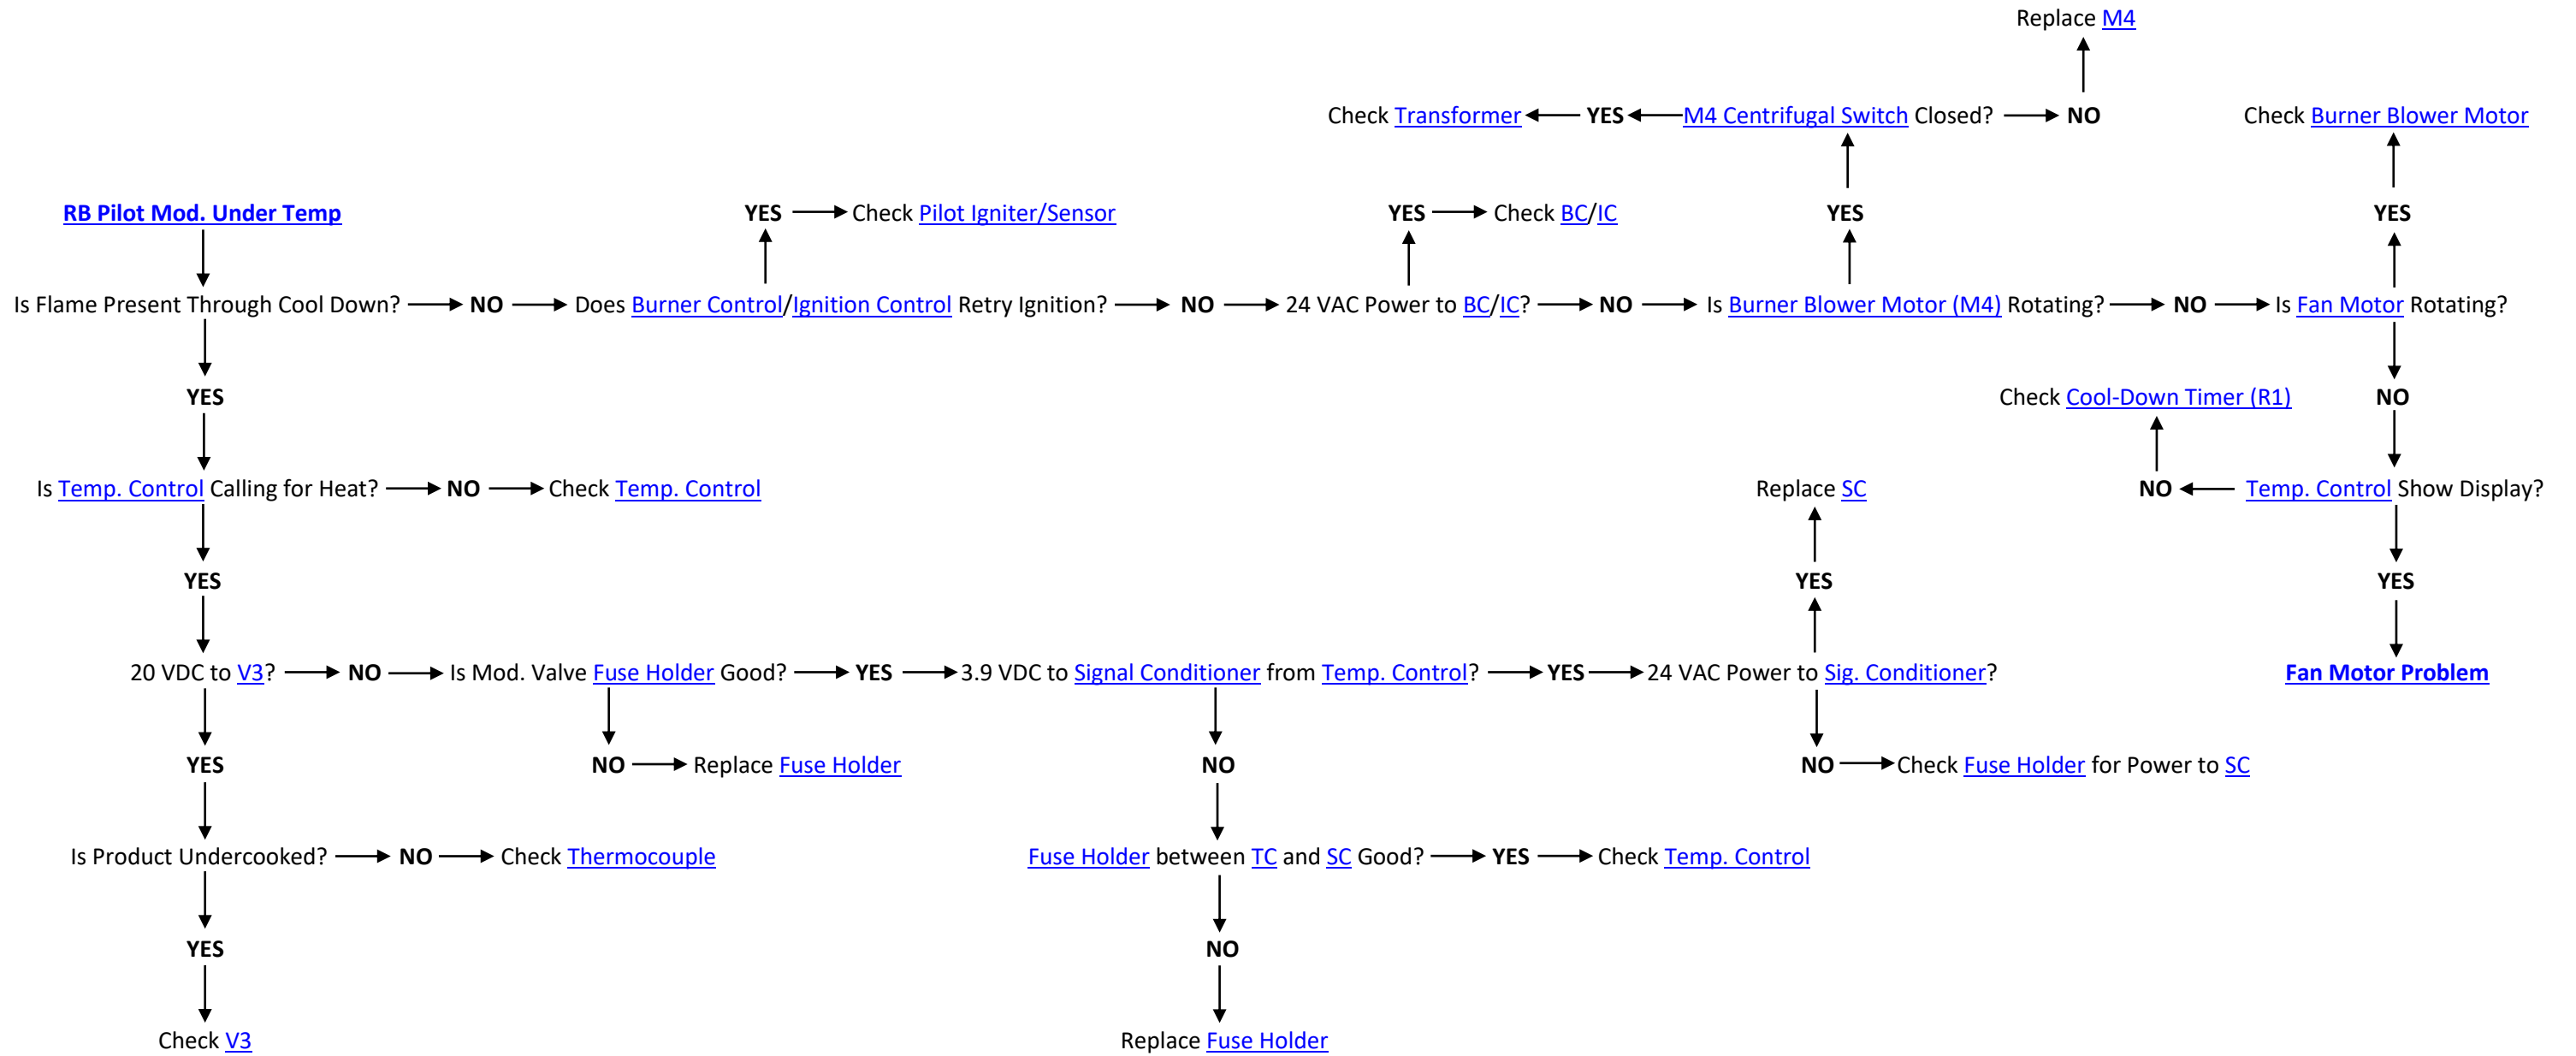 Replace M4
Check Transformer YES M4 Centrifugal Switch Closed? NO Check Burner Blower Motor
RB Pilot Mod. Under Temp YES Check Pilot Igniter/Sensor YES Check BC/IC YES YES
Is Flame Present Through Cool Down? NO Does Burner Control/Ignition Control Retry Ignition? NO 24 VAC Power to BC/IC? NO Is Burner Blower Motor (M4) Rotating? NO Is Fan Motor Rotating?
YES Check Cool-Down Timer (R1) NO
Is Temp. Control Calling for Heat? NO Check Temp. Control Replace SC NO Temp. Control Show Display?
YES YES YES
20 VDC to V3? NO Is Mod. Valve Fuse Holder Good? YES 3.9 VDC to Signal Conditioner from Temp. Control? YES 24 VAC Power to Sig. Conditioner? Fan Motor Problem
YES NO Replace Fuse Holder NO NO Check Fuse Holder for Power to SC
Is Product Undercooked? NO Check Thermocouple Fuse Holder between TC and SC Good? YES Check Temp. Control
YES NO
Check V3 Replace Fuse Holder